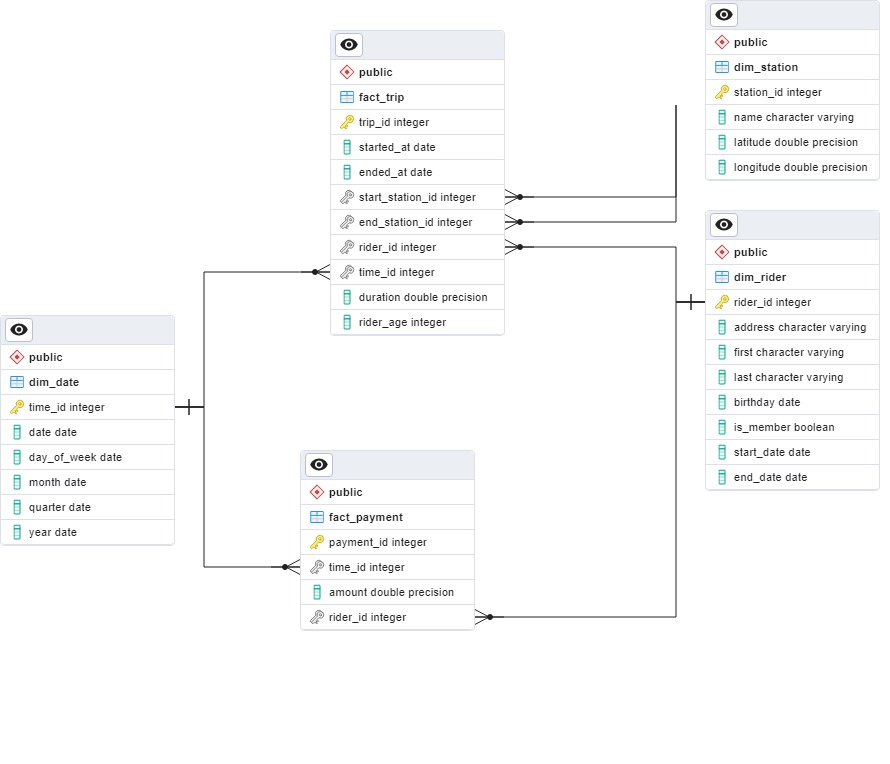 public
fact_trip
trip_id integer
started_at date
ended_at date
start_station_id integer
end_station_id integer
rider_id integer
time_id integer
duration double precision
rider_age integer
public
dim_station
station_id integer
name character varying
latitude double precision
longitude double precision
public
dim_rider
rider_id integer
address character varying
first character varying
last character varying
birthday date
is_member boolean
start_date date
end_date date
public
dim_date
time_id integer
date date
day_of_week date
month date
quarter date
year date
public
fact_payment
payment_id integer
time_id integer
amount double precision
rider_id integer